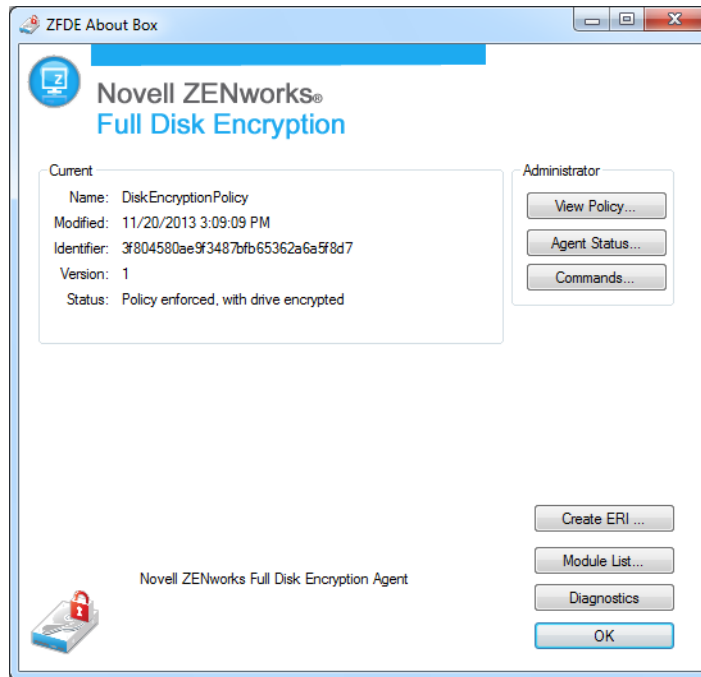 ZFDE About Box
Novell ZENworks®
Full Disk Encryption
Current
Name: DiskEncryptionPolicy
Modified: 11/20/2013 3:09:09 PM
Identifier: 3f804580ae9f3487bfb65362a6a5f8d7
Version: 1
Status: Policy enforced, with drive encrypted
Administrator
View Policy...
Agent Status...
Commands...
Create ERI ...
Module List...
Novell ZENworks Full Disk Encryption Agent
Diagnostics
OK